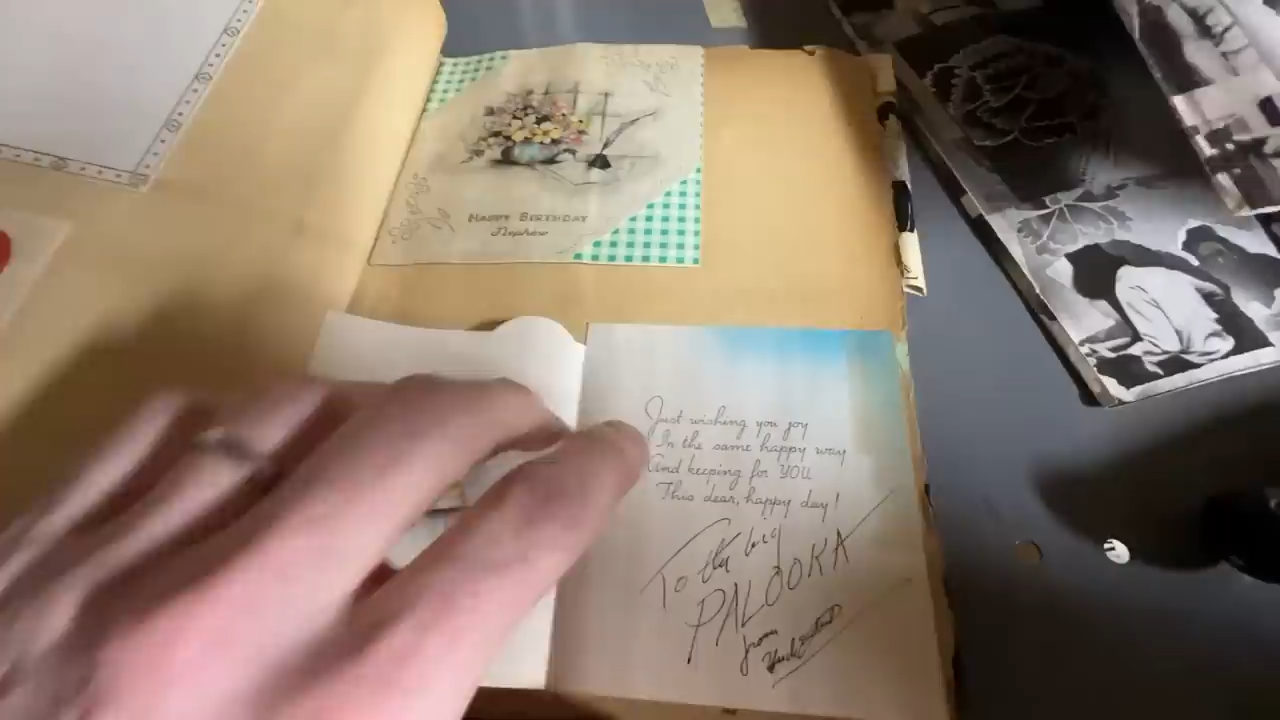 HAPPY BIRTHDAY
Nephew
Just wishing you joy
In the same happy way
And keeping for YOU
This dear, happy day!
To the big
PALOOKA
from